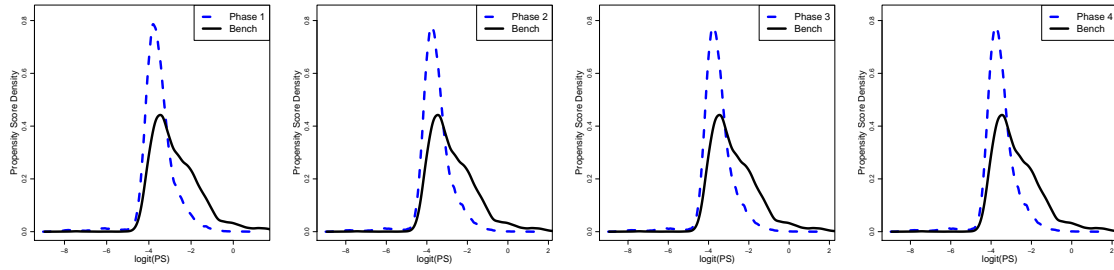 Propensity Score Density
0.0 0.2 0.4 0.6 0.8
Phase 1
Bench
-8 -6 -4 -2 0
logit(PS)
Propensity Score Density
0.0 0.2 0.4 0.6 0.8
Phase 2
Bench
-8 -6 -4 -2 0 2
logit(PS)
Propensity Score Density
0.0 0.2 0.4 0.6 0.8
Phase 3
Bench
-8 -6 -4 -2 0 2
logit(PS)
Propensity Score Density
0.0 0.2 0.4 0.6 0.8
Phase 4
Bench
-8 -6 -4 -2 0 2
logit(PS)